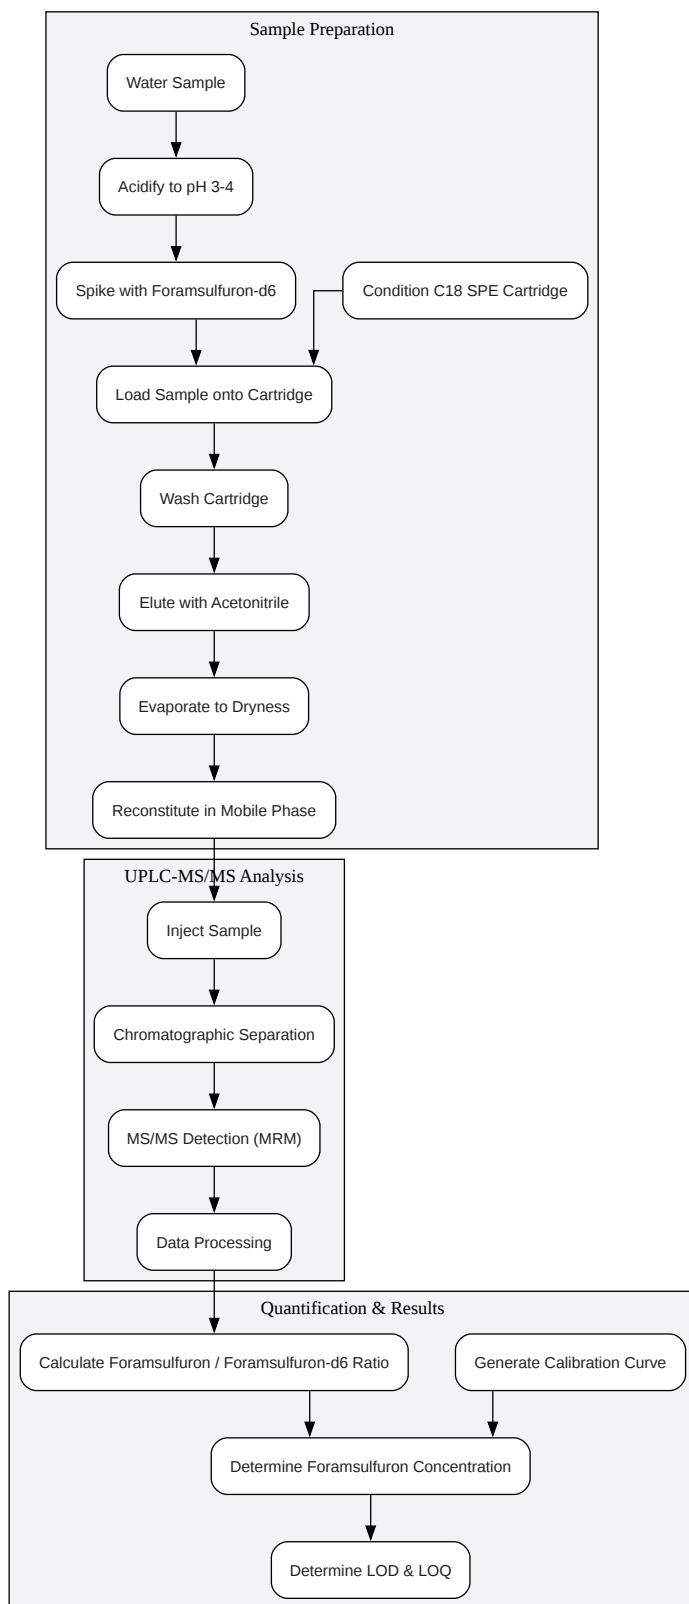 Sample Preparation
Water Sample
Acidify to pH 3-4
Spike with Foramsulfuron-d6
Condition C18 SPE Cartridge
Load Sample onto Cartridge
Wash Cartridge
Elute with Acetonitrile
Evaporate to Dryness
Reconstitute in Mobile Phase
UPLC-MS/MS Analysis
Inject Sample
Chromatographic Separation
MS/MS Detection (MRM)
Data Processing
Quantification & Results
Calculate Foramsulfuron / Foramsulfuron-d6 Ratio
Generate Calibration Curve
Determine Foramsulfuron Concentration
Determine LOD & LOQ